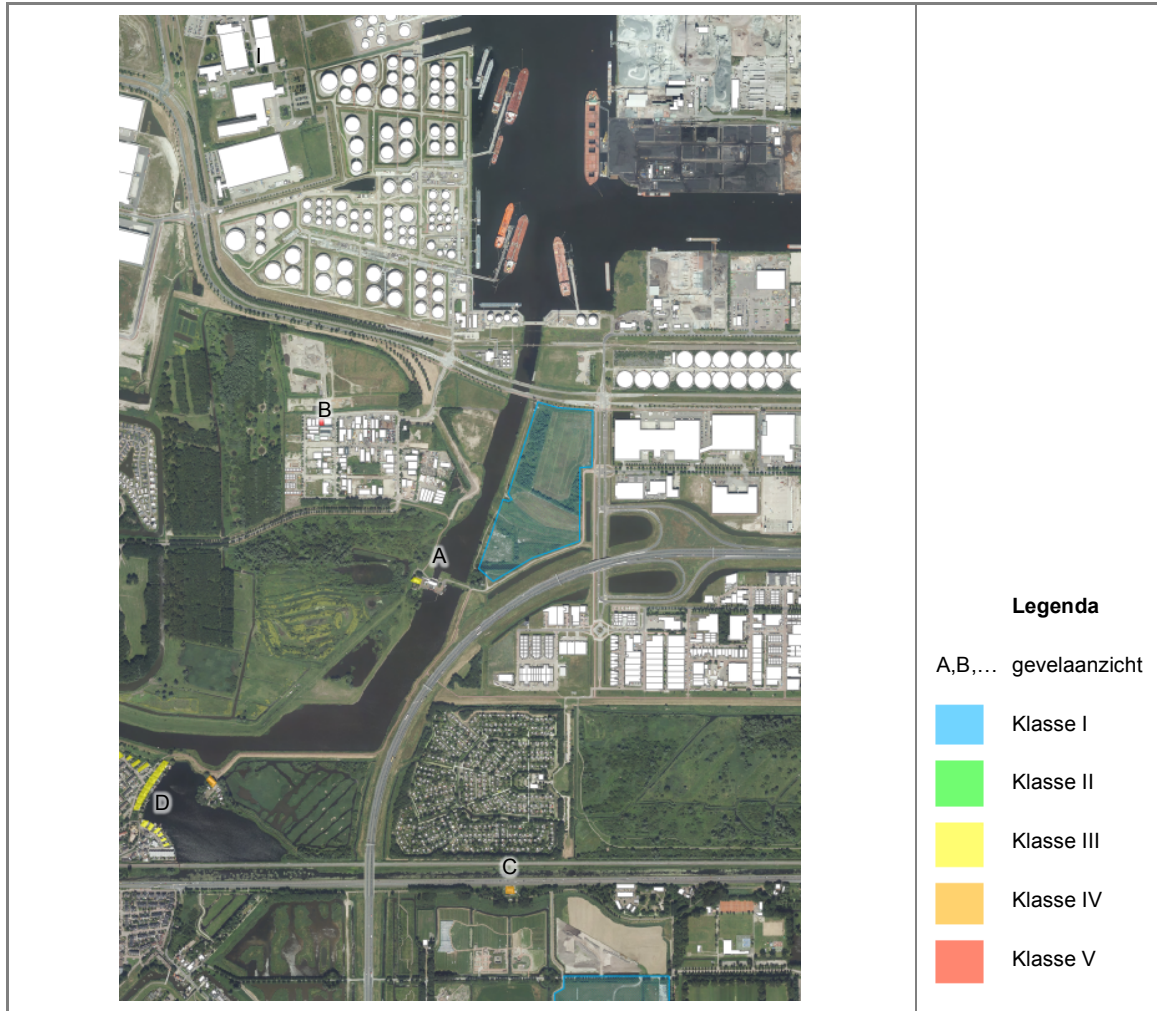 I
B
A
D
C
Legenda
A,B,... gevelaanzicht
Klasse I
Klasse II
Klasse III
Klasse IV
Klasse V